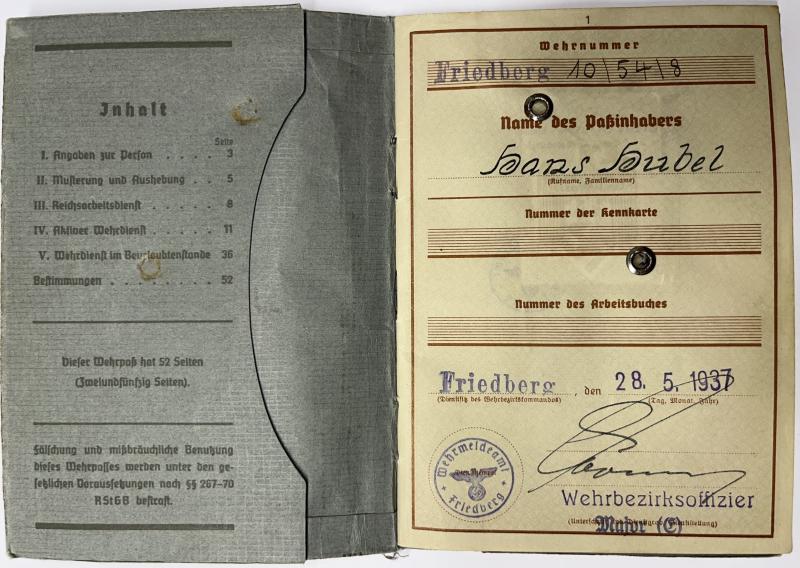 Inhalt
Seite
I. Angaben zur Person . . . . 3
II. Musterung und Aushebung . . 5
III. Reichsarbeitsdienst . . . . . 8
IV. Aktiver Wehrdienst . . . . . 11
V. Wehrdienst im Beurlaubtenstande 36
Bestimmungen . . . . . . . . 52
Dieser Wehrpaß hat 52 Seiten
(Zweiundfünfzig Seiten).
Fälschung und mißbräuchliche Benutzung
dieses Wehrpasses werden unter den ge-
setzlichen Voraussetzungen nach §§ 267–70
RStGB bestraft.
1
Wehrnummer
Friedberg 10/54/8
Name des Paßinhabers
Hans Hubel
(Rufname, Familienname)
Nummer der Kennkarte
Nummer des Arbeitsbuches
Friedberg den 28. 5. 1937
(Dienstsitz des Wehrbezirkskommandos) (Tag, Monat, Jahr)
Wehrmeldeamt
Friedberg
Wehrbezirksoffizier
Major (E)